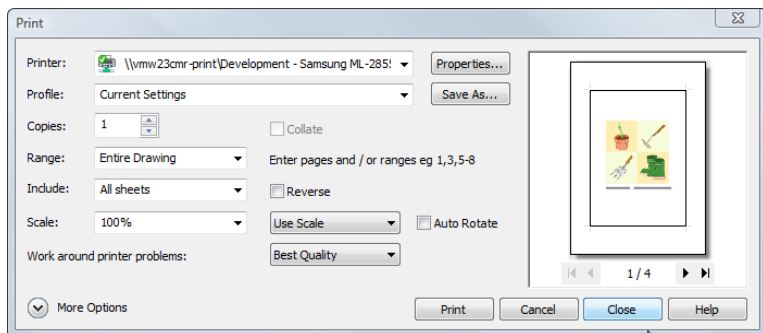 Print
Printer: \\vmw23cmr-print\Development - Samsung ML-285! Properties...
Profile: Current Settings Save As...
Copies: 1 Collate
Range: Entire Drawing Enter pages and / or ranges eg 1,3,5-8
Include: All sheets Reverse
Scale: 100% Use Scale Auto Rotate
Work around printer problems: Best Quality
1 / 4
More Options Print Cancel Close Help